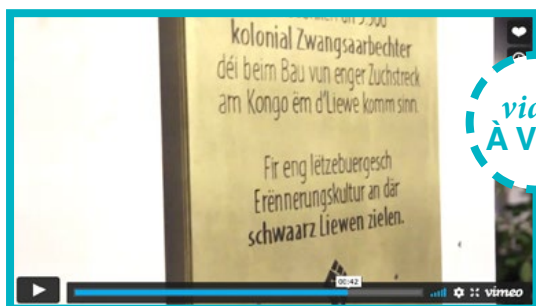 kolonial Zwangsaarbechter
déi beim Bau vun enger Zuchstreck
am Kongo ëm d'Liewe komm sinn.
Fir eng lëtzebuergesch
Erënnerungskultur an där
schwaarz Liewen zielen.
À V
00:42
vimeo